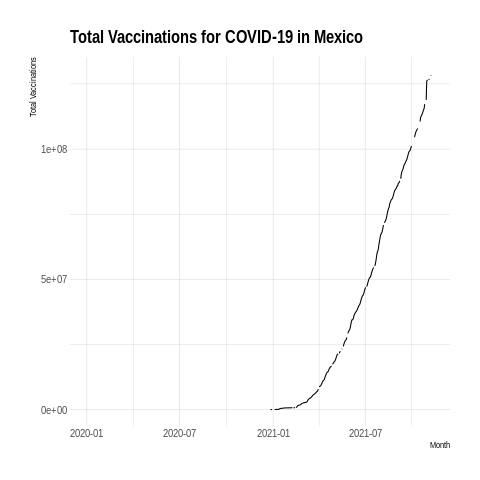 Total Vaccinations for COVID-19 in Mexico
Total Vaccinations
1e+08
5e+07
0e+00
2020-01 2020-07 2021-01 2021-07
Month